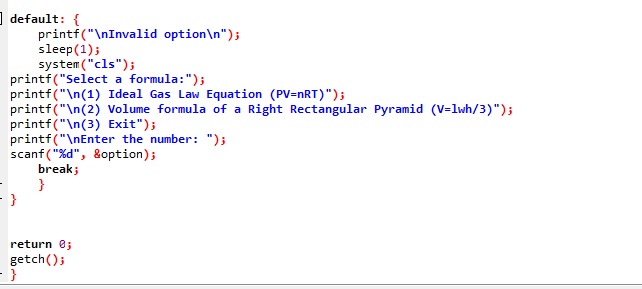 default: {
    printf("\nInvalid option\n");
    sleep(1);
    system("cls");
printf("Select a formula:");
printf("\n(1) Ideal Gas Law Equation (PV=nRT)");
printf("\n(2) Volume formula of a Right Rectangular Pyramid (V=lwh/3)");
printf("\n(3) Exit");
printf("\nEnter the number: ");
scanf("%d", &option);
    break;
    }
}
return 0;
getch();
}